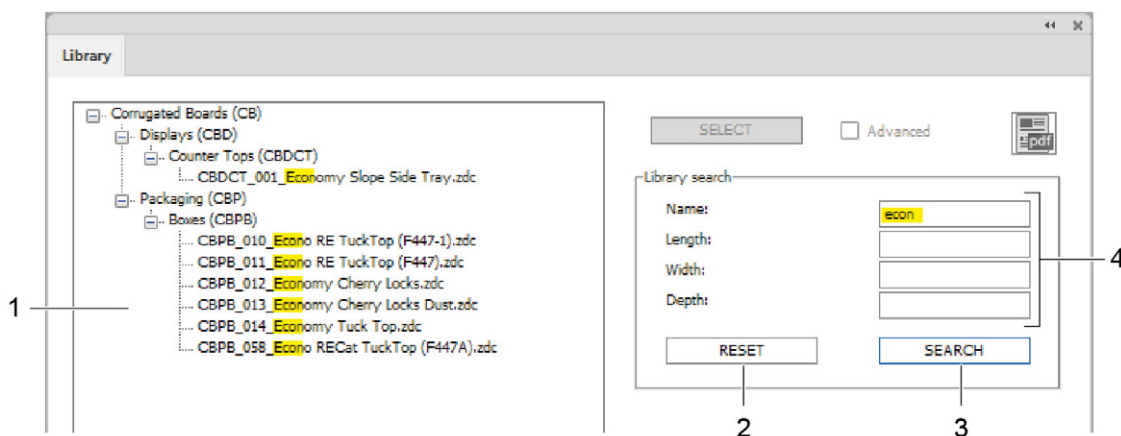 Library
Corrugated Boards (CB)
Displays (CBD)
Counter Tops (CBDCT)
CBDCT_001_Economy Slope Side Tray.zdc
Packaging (CBP)
Boxes (CBPB)
CBPB_010_Econo RE TuckTop (F447-1).zdc
CBPB_011_Econo RE TuckTop (F447).zdc
CBPB_012_Economy Cherry Locks.zdc
CBPB_013_Economy Cherry Locks Dust.zdc
CBPB_014_Economy Tuck Top.zdc
CBPB_058_Econo RECat TuckTop (F447A).zdc
1
SELECT
Advanced
pdf
Library search
Name:
econ
Length:
Width:
Depth:
4
RESET
SEARCH
2
3